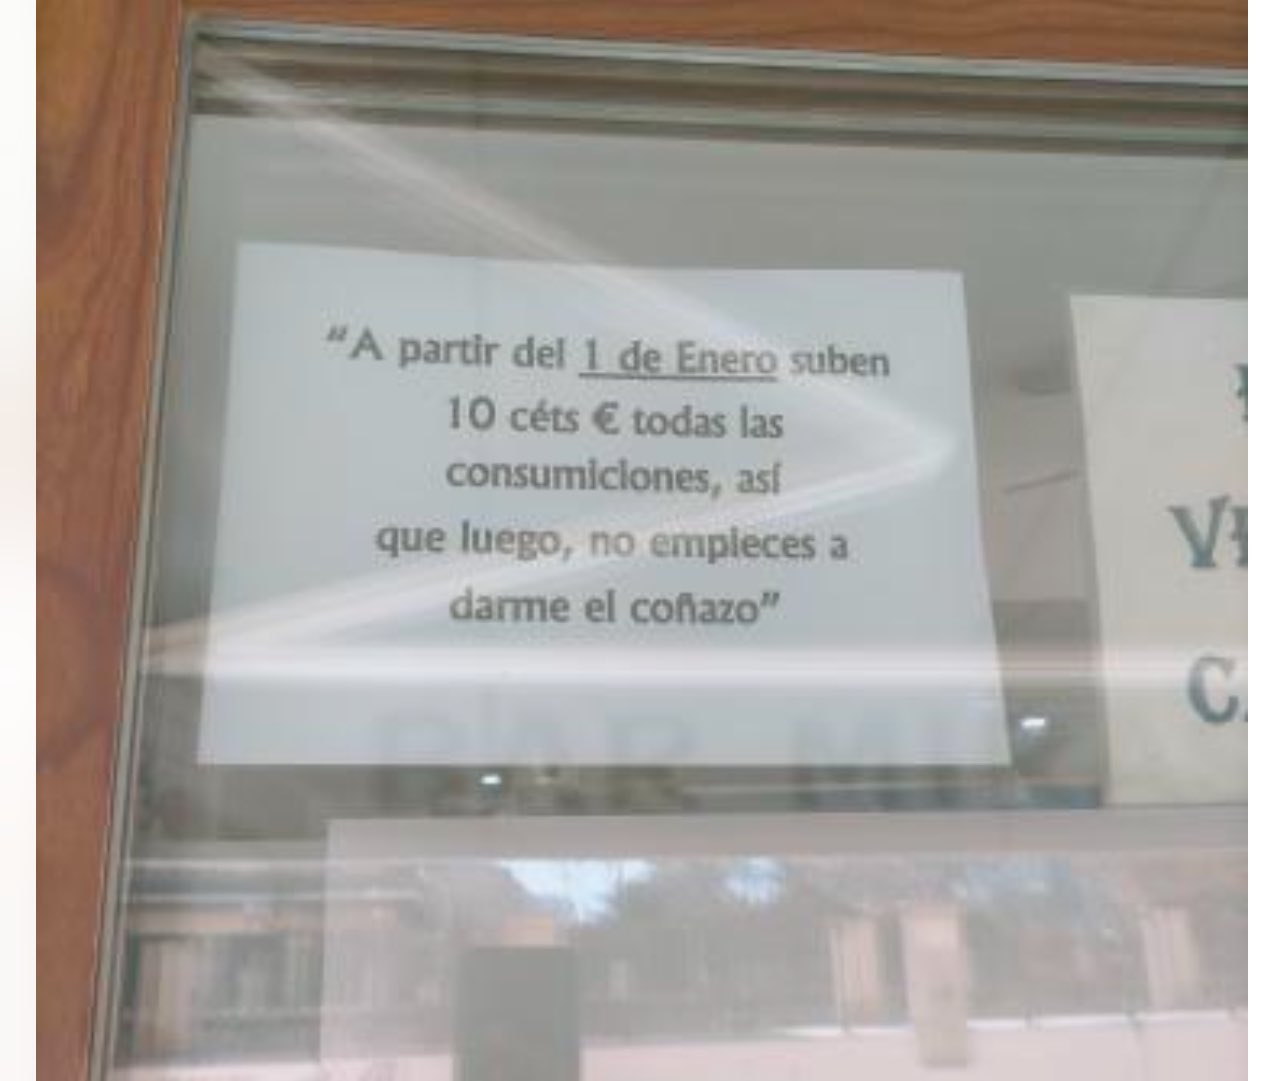 “A partir del 1 de Enero suben
10 céts € todas las
consumiciones, así
que luego, no empieces a
darme el coñazo”